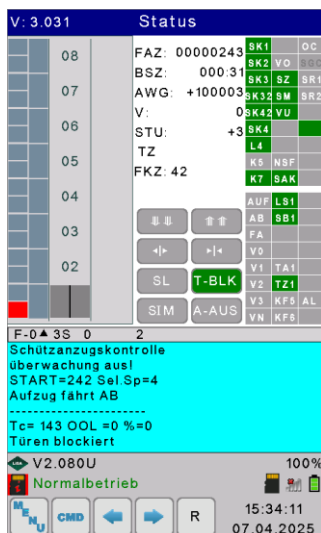 V: 3.031 Status
08
07
06
05
04
03
02
FAZ: 00000243
BSZ: 000:31
AWG: +100003
V: 0
STU: +3
TZ
FKZ: 42
SK1 OC
SK2 VO SGC
SK3 SZ SR1
SK32 SM SR2
SK42 VU
SK4
L4
K5 NSF
K7 SAK
AUF LS1
AB SB1
FA
V0
V1 TA1
V2 TZ1
V3 KF5 AL
VN KF6
SL T-BLK
SIM A-AUS
F-0▲ 3S 0 2
Schützanzugskontrolle
überwachung aus!
START=242 Sel.Sp=4
Aufzug fährt AB
-----------------------
Tc= 143 OOL =0 %=0
Türen blockiert
V2.080U 100%
Normalbetrieb
MENU CMD R
15:34:11
07.04.2025